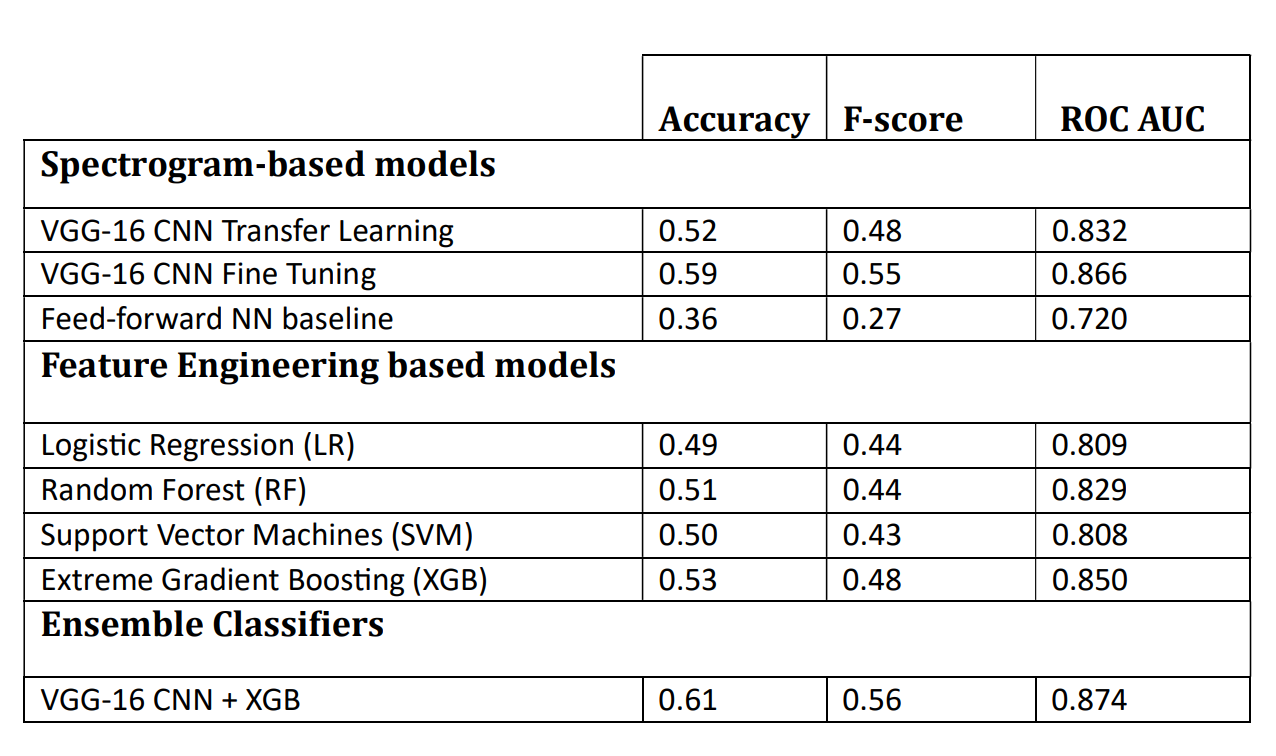 Accuracy F-score ROC AUC
Spectrogram-based models
VGG-16 CNN Transfer Learning 0.52 0.48 0.832
VGG-16 CNN Fine Tuning 0.59 0.55 0.866
Feed-forward NN baseline 0.36 0.27 0.720
Feature Engineering based models
Logistic Regression (LR) 0.49 0.44 0.809
Random Forest (RF) 0.51 0.44 0.829
Support Vector Machines (SVM) 0.50 0.43 0.808
Extreme Gradient Boosting (XGB) 0.53 0.48 0.850
Ensemble Classifiers
VGG-16 CNN + XGB 0.61 0.56 0.874